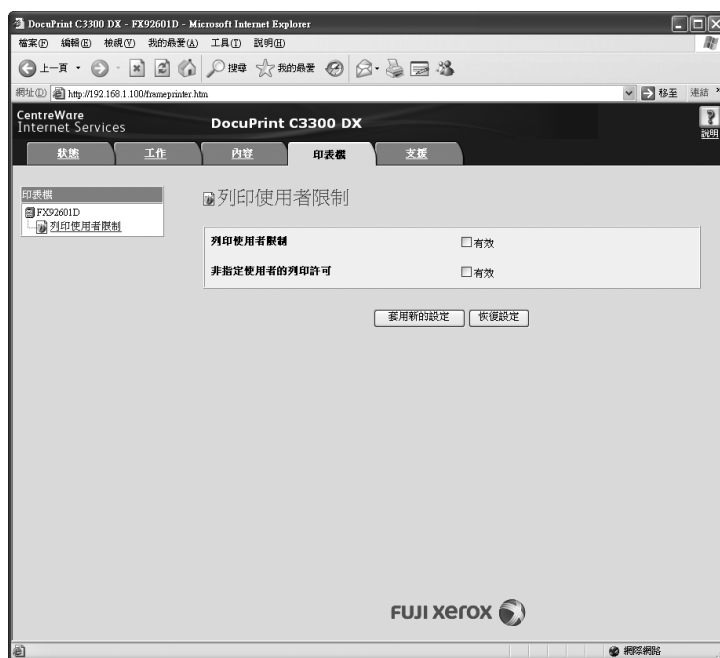 DocuPrint C3300 DX - FX92601D - Microsoft Internet Explorer
檔案(F) 編輯(E) 檢視(V) 我的最愛(A) 工具(T) 說明(H)
上一頁 搜尋 我的最愛
網址(D) http://192.168.1.100/frameprinter.htm 移至 連結 »
CentreWare
Internet Services
DocuPrint C3300 DX
說明
狀態 工作 內容 印表機 支援
印表機
FX92601D
列印使用者限制
列印使用者限制
列印使用者限制 有效
非指定使用者的列印許可 有效
套用新的設定 恢復設定
FUJI XEROX
網際網路